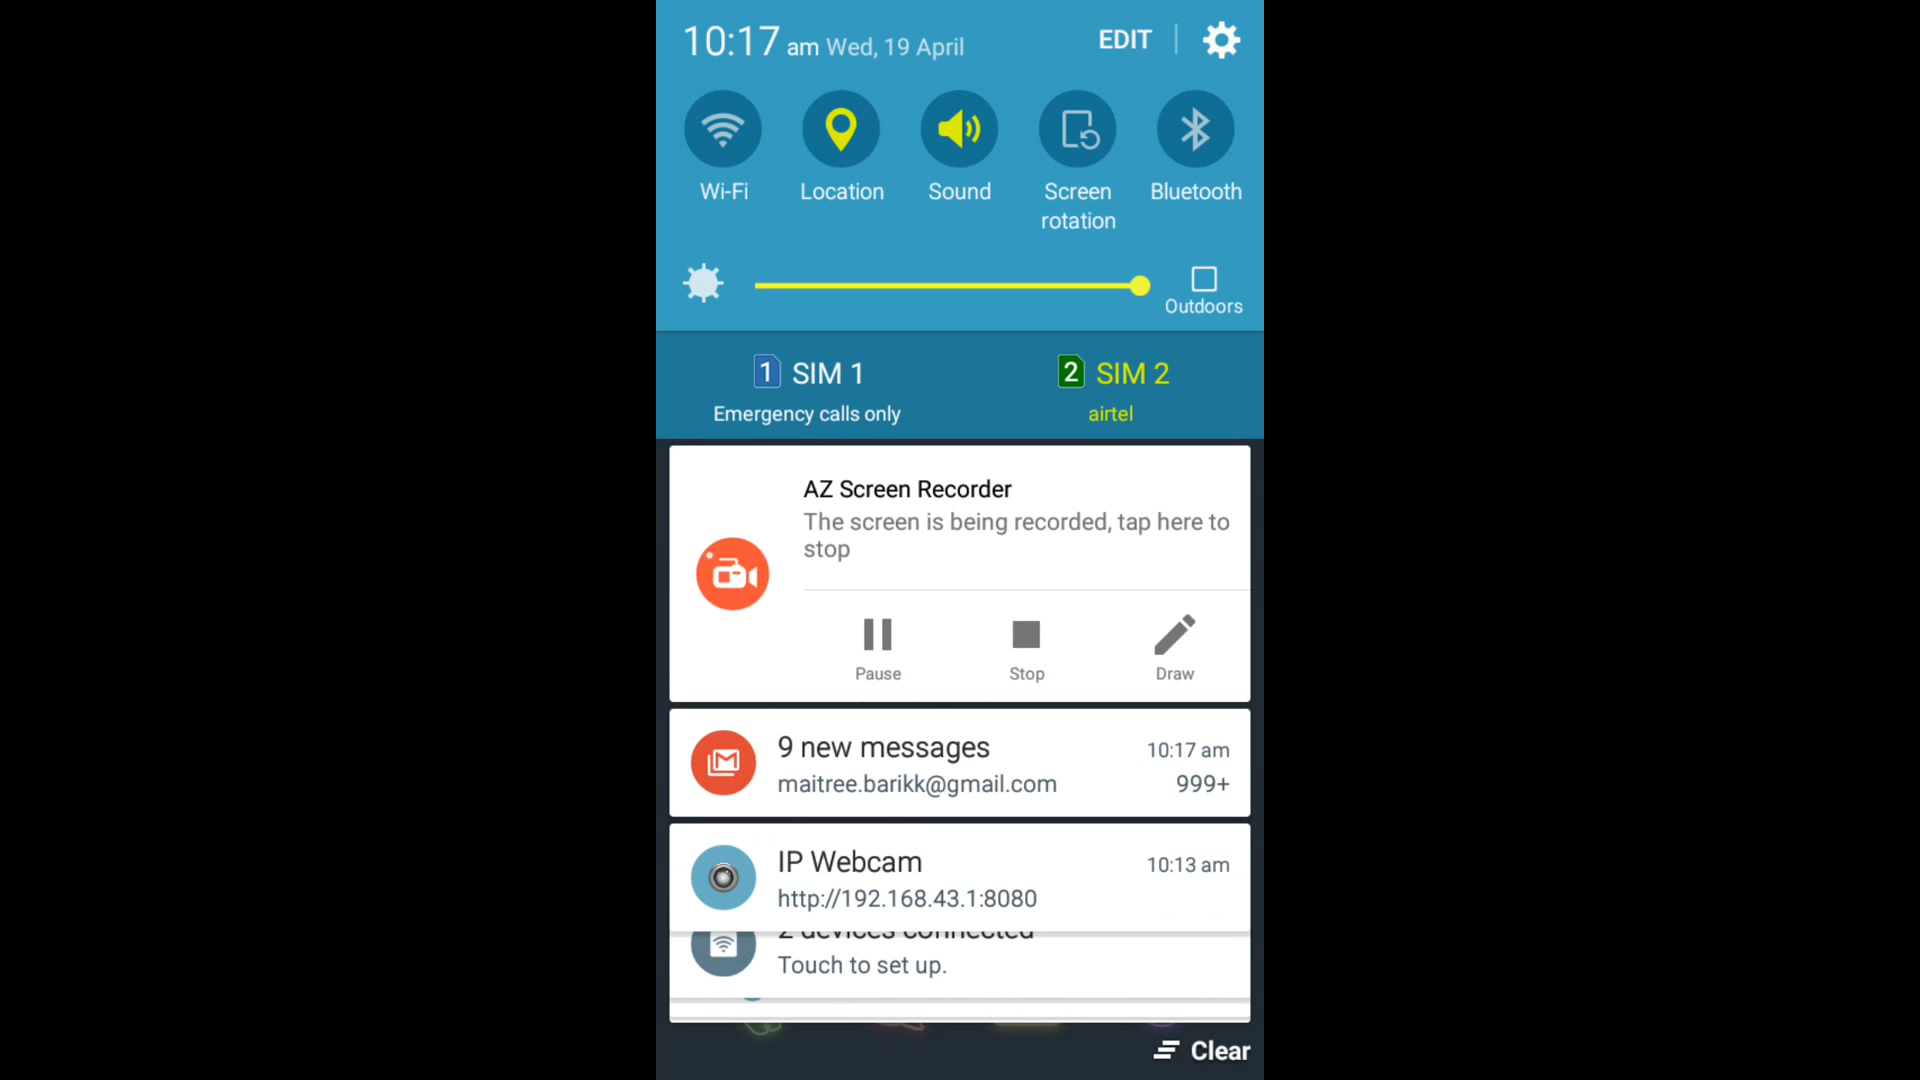 10:17 am Wed, 19 April EDIT
Wi-Fi Location Sound Screen rotation Bluetooth
Outdoors
1 SIM 1
Emergency calls only
2 SIM 2
airtel
AZ Screen Recorder
The screen is being recorded, tap here to
stop
Pause Stop Draw
9 new messages 10:17 am
maitree.barikk@gmail.com 999+
IP Webcam 10:13 am
http://192.168.43.1:8080
2 devices connected
Touch to set up.
Clear